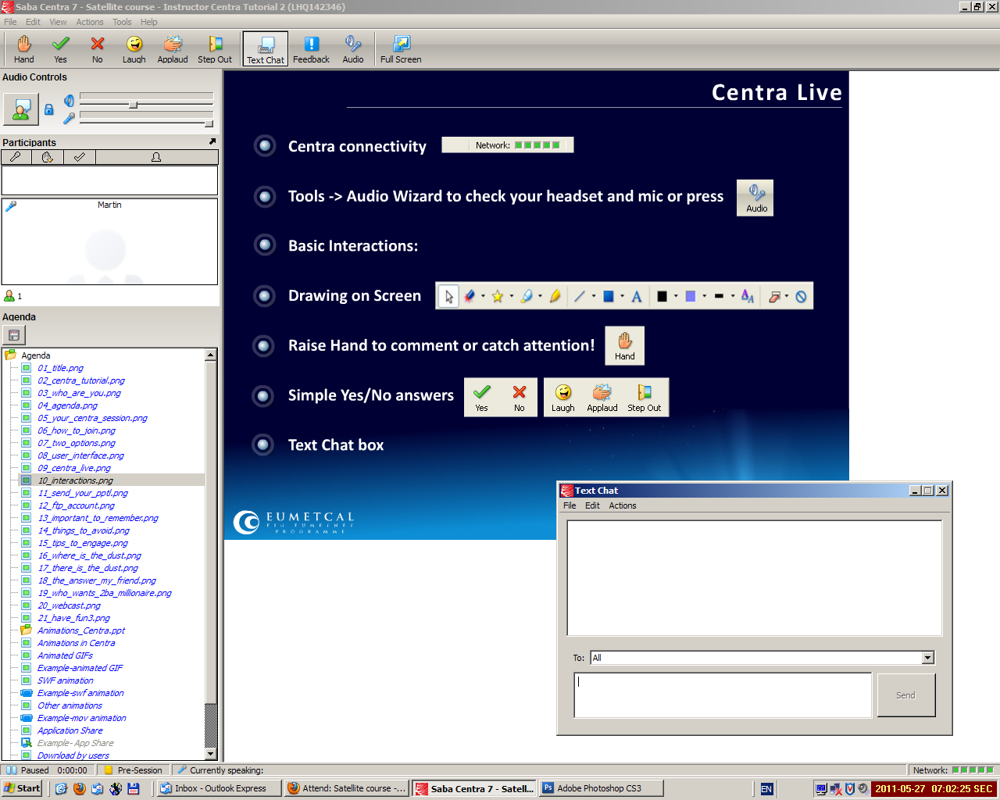 Saba Centra 7 - Satellite course - Instructor Centra Tutorial 2 (LHQ142346)
File Edit View Actions Tools Help
Hand Yes No Laugh Applaud Step Out Text Chat Feedback Audio Full Screen
Audio Controls
Participants
Martin
1
Agenda
Agenda
01_title.png
02_centra_tutorial.png
03_who_are_you.png
04_agenda.png
05_your_centra_session.png
06_how_to_join.png
07_two_options.png
08_user_interface.png
09_centra_live.png
10_interactions.png
11_send_your_pptl.png
12_ftp_account.png
13_important_to_remember.png
14_things_to_avoid.png
15_tips_to_engage.png
16_where_is_the_dust.png
17_there_is_the_dust.png
18_the_answer_my_friend.png
19_who_wants_2ba_millionaire.png
20_webcast.png
21_have_fun3.png
Animations_Centra.ppt
Animations in Centra
Animated GIFs
Example-animated GIF
SWF animation
Example-swf animation
Other animations
Example-mov animation
Application Share
Example- App Share
Download by users
Centra Live
Centra connectivity Network:
Tools -> Audio Wizard to check your headset and mic or press Audio
Basic Interactions:
Drawing on Screen
Raise Hand to comment or catch attention! Hand
Simple Yes/No answers Yes No Laugh Applaud Step Out
Text Chat box
EUMETCAL
PROGRAMME
Text Chat
File Edit Actions
To: All
Send
Paused 0:00:00 Pre-Session Currently speaking: Network:
Start Inbox - Outlook Express Attend: Satellite course -... Saba Centra 7 - Satell... Adobe Photoshop CS3 EN 2011-05-27 07:02:25 SEC